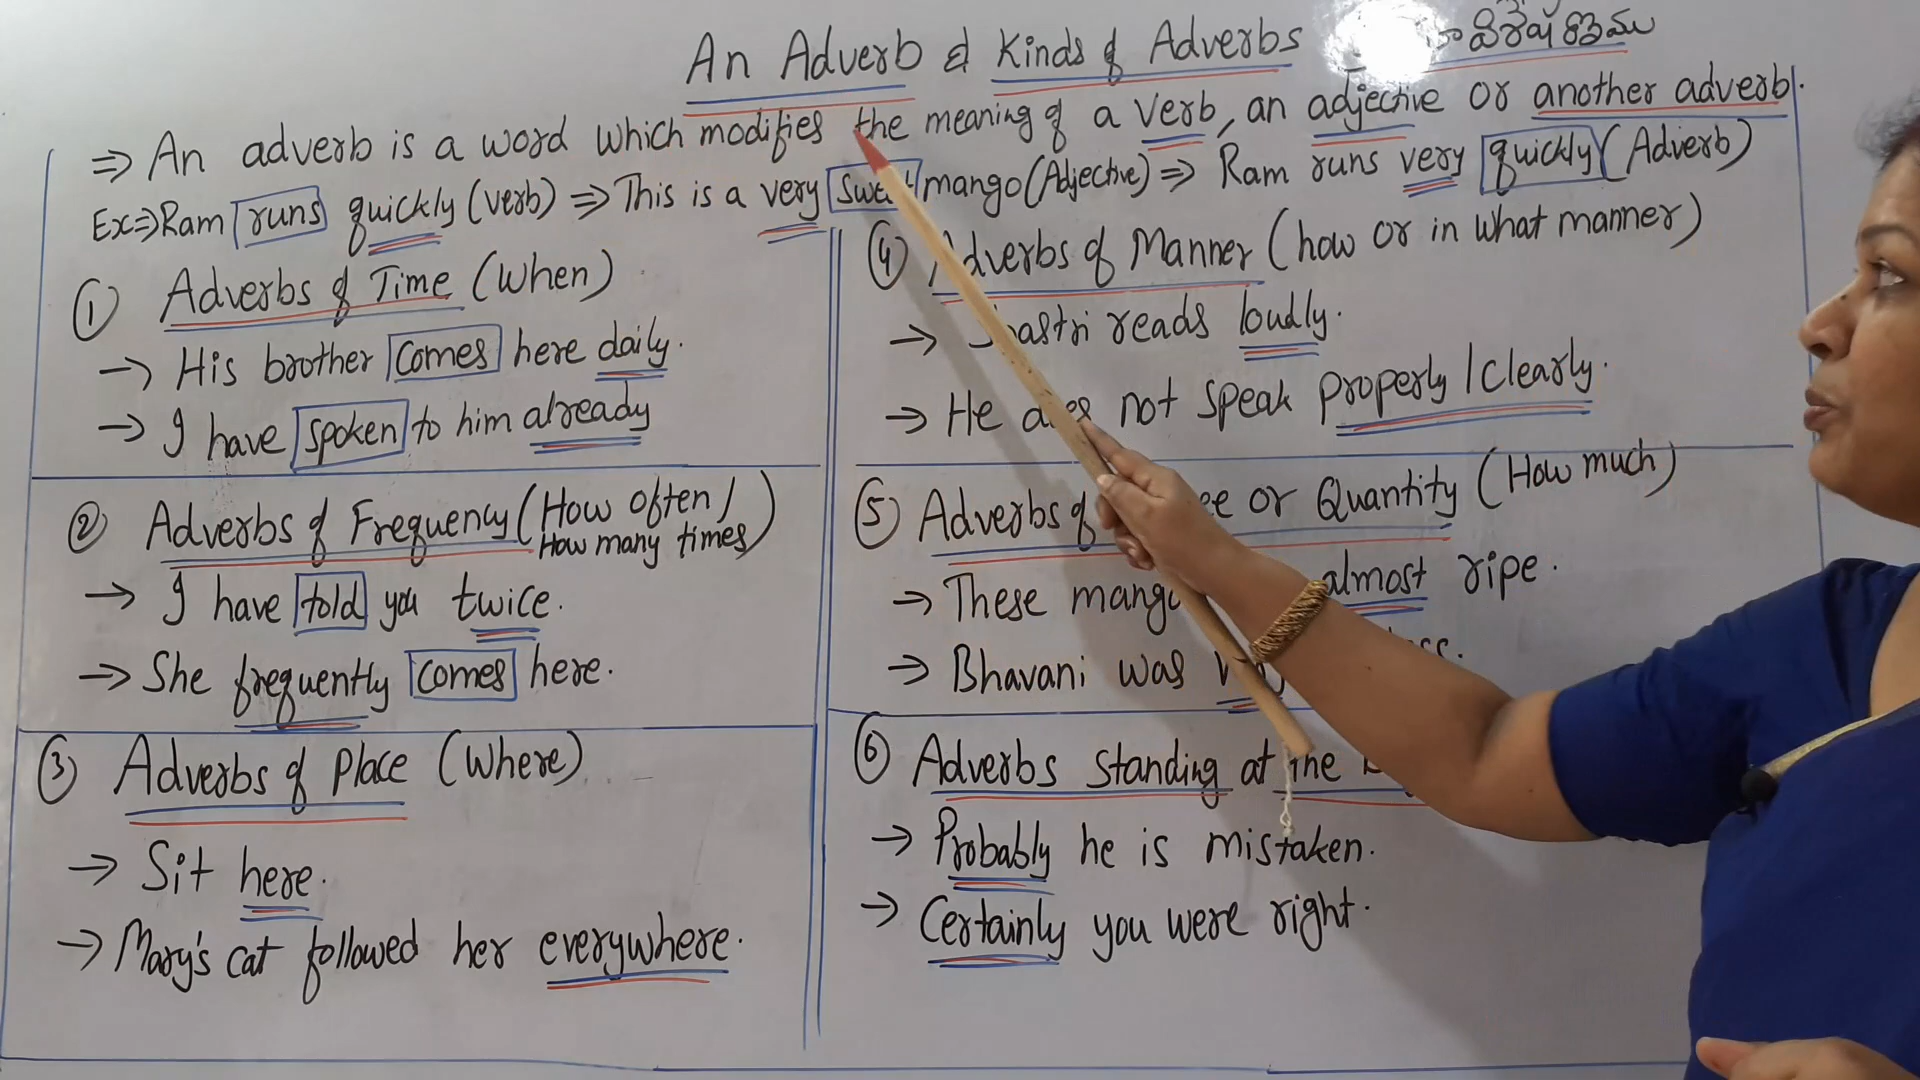 An Adverb & Kinds of Adverbs
విశేషణము
⇒ An adverb is a word which modifies the meaning of a verb, an adjective or another adverb.
Ex⇒ Ram runs quickly (verb) ⇒ This is a very mango (Adjective) ⇒ Ram runs very quickly (Adverb)
① Adverbs of Time (When)
→ His brother comes here daily.
→ I have spoken to him already
② Adverbs of Frequency (How often / How many times)
→ I have told you twice.
→ She frequently comes here.
③ Adverbs of Place (Where)
→ Sit here.
→ Mary's cat followed her everywhere.
④ Adverbs of Manner (how or in what manner)
→ reads loudly.
→ He does not speak properly / clearly.
⑤ Adverbs of or Quantity (How much)
→ These almost ripe.
→ Bhavani was
⑥ Adverbs standing at the
→ Probably he is mistaken.
→ Certainly you were right.